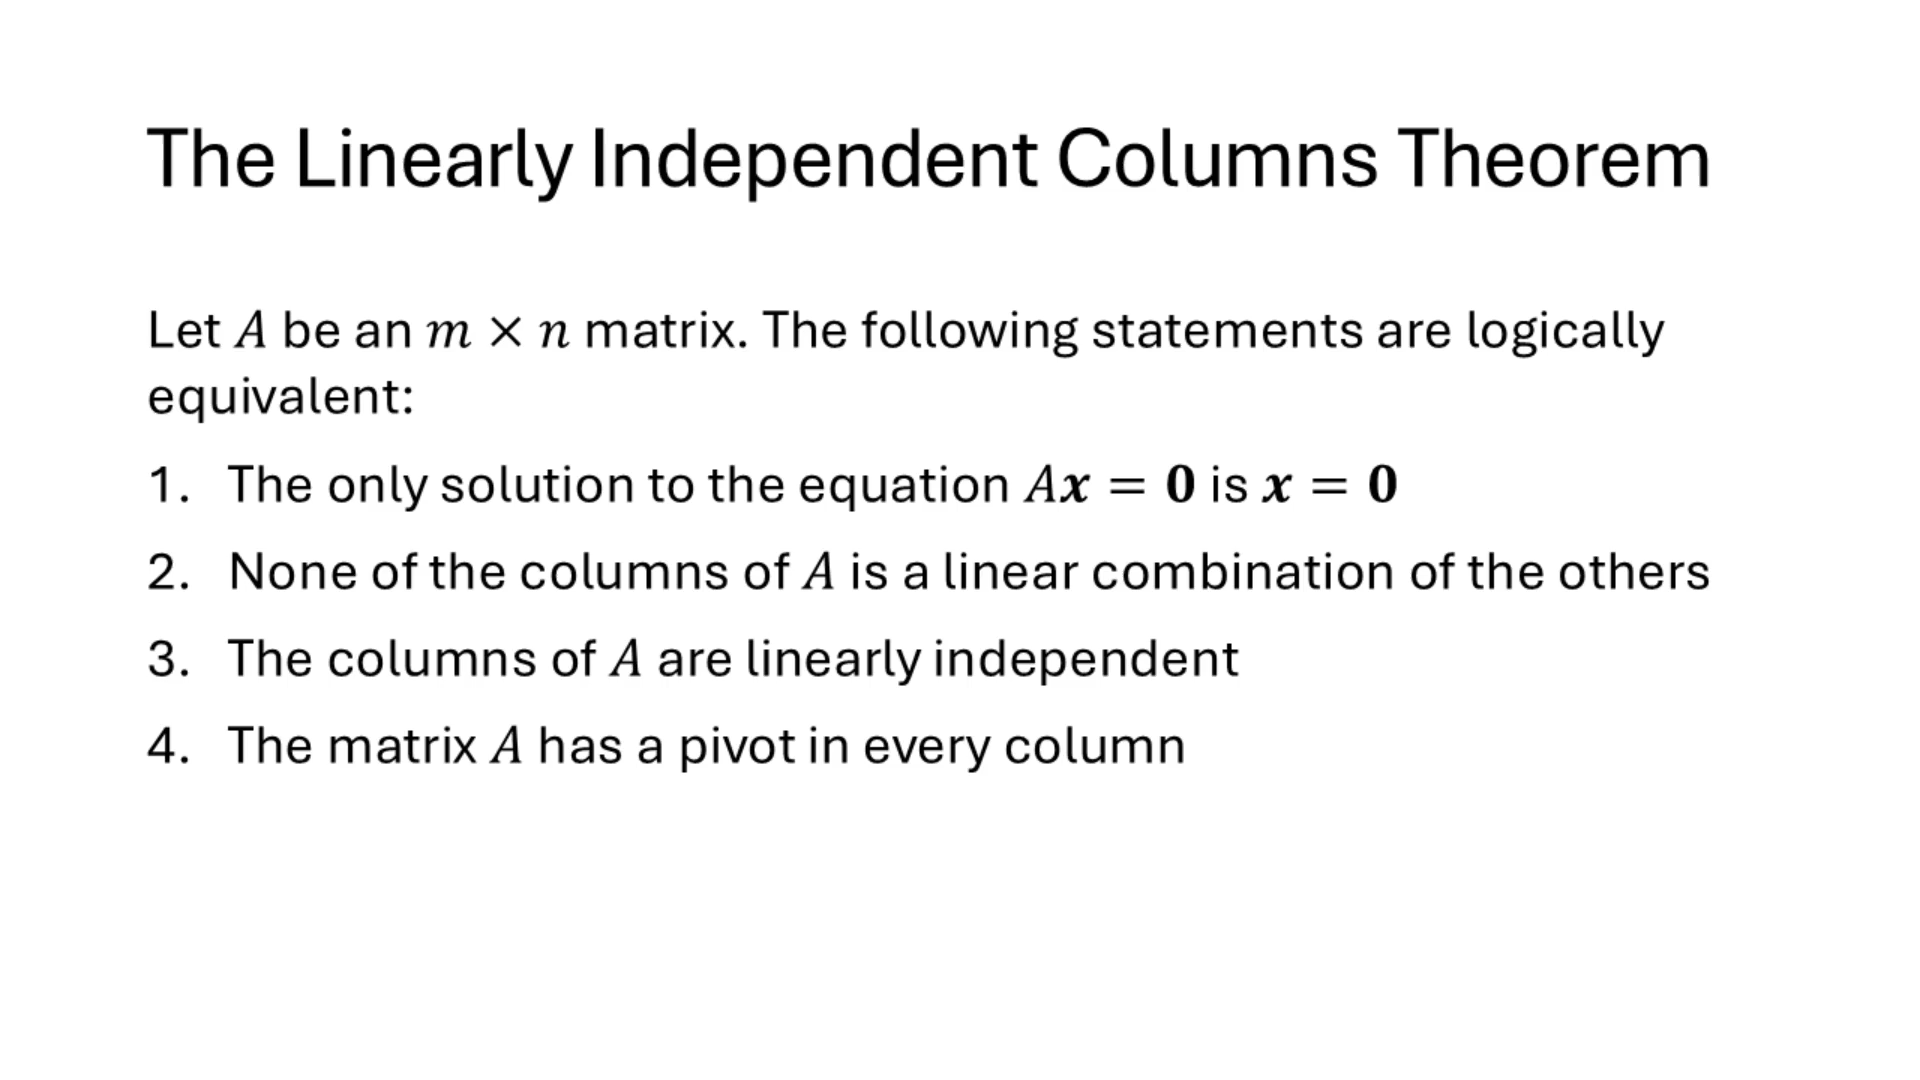 The Linearly Independent Columns Theorem
Let A be an m × n matrix. The following statements are logically
equivalent:
1. The only solution to the equation Ax = 0 is x = 0
2. None of the columns of A is a linear combination of the others
3. The columns of A are linearly independent
4. The matrix A has a pivot in every column